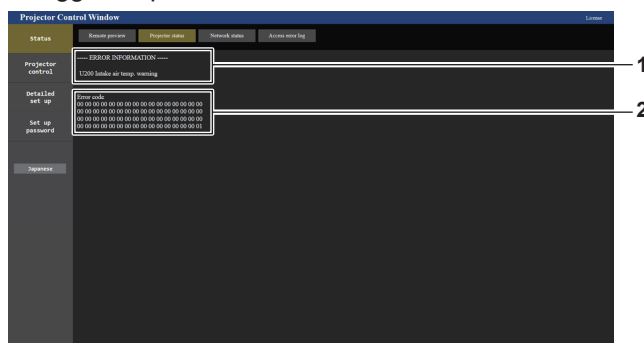 Projector Control Window
License
Status
Remote preview
Projector status
Network status
Access error log
----- ERROR INFORMATION -----
U200 Intake air temp. warning
1
Projector
control
Detailed
set up
Error code
00 00 00 00 00 00 00 00 00 00 00 00 00 00 00 00
00 00 00 00 00 00 00 00 00 00 00 00 00 00 00 00
00 00 00 00 00 00 00 00 00 00 00 00 00 00 00 00
00 00 00 00 00 00 00 00 00 00 00 00 00 00 00 01
2
Set up
password
Japanese